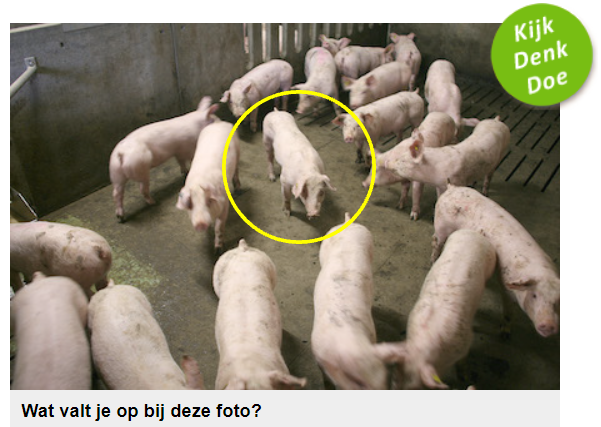 Kijk
Denk
Doe
Wat valt je op bij deze foto?